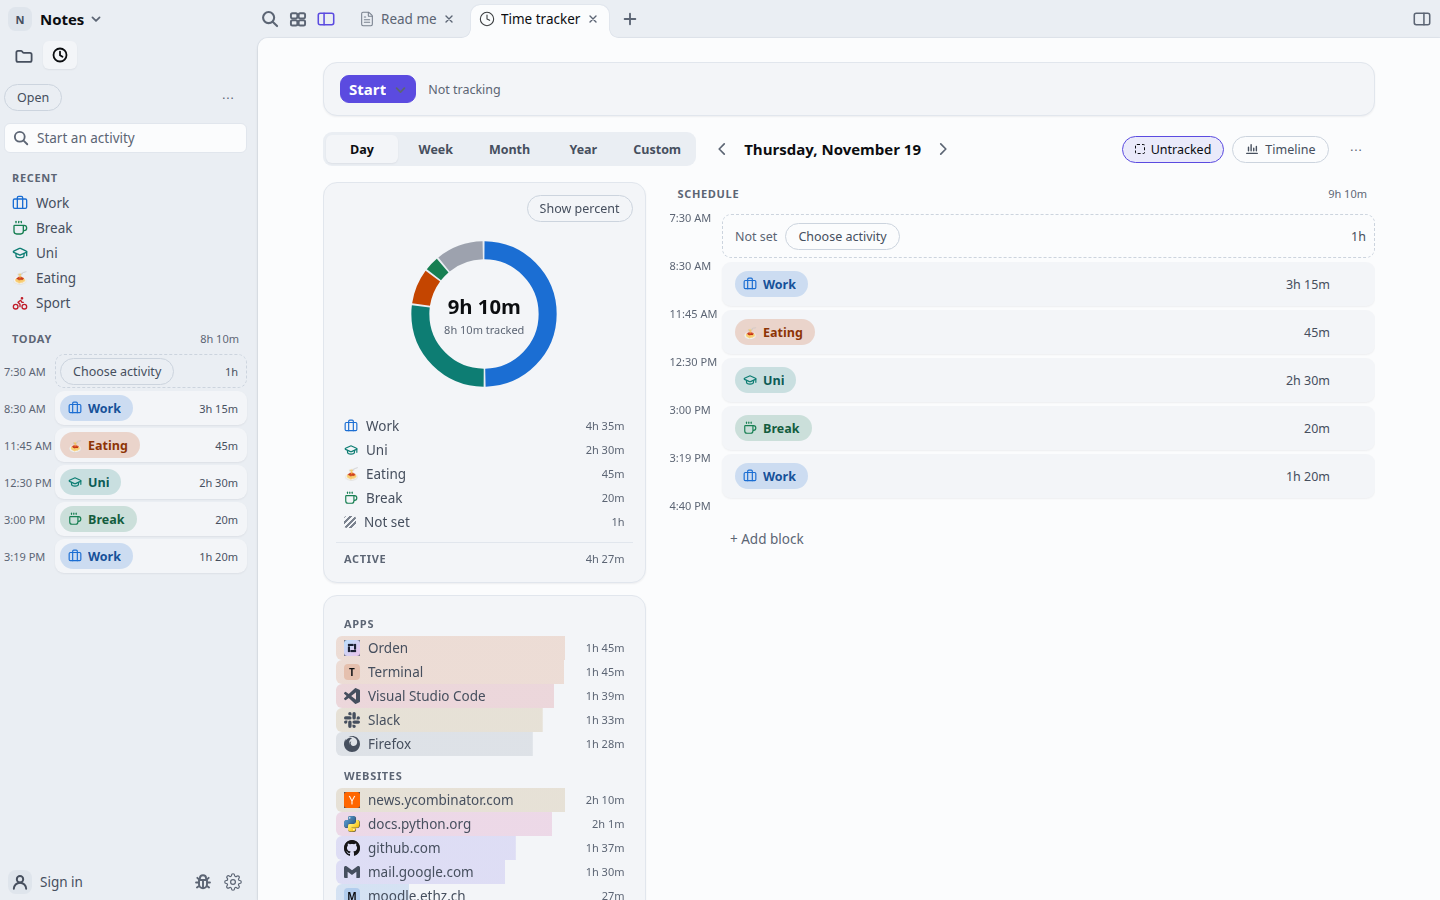 N Notes
Read me
Time tracker
Open
Start an activity
RECENT
Work
Break
Uni
Eating
Sport
TODAY 8h 10m
7:30 AM Choose activity 1h
8:30 AM Work 3h 15m
11:45 AM Eating 45m
12:30 PM Uni 2h 30m
3:00 PM Break 20m
3:19 PM Work 1h 20m
Sign in
Start Not tracking
Day Week Month Year Custom
Thursday, November 19
Untracked Timeline
Show percent
9h 10m
8h 10m tracked
Work 4h 35m
Uni 2h 30m
Eating 45m
Break 20m
Not set 1h
ACTIVE 4h 27m
APPS
Orden 1h 45m
T Terminal 1h 45m
Visual Studio Code 1h 39m
Slack 1h 33m
Firefox 1h 28m
WEBSITES
Y news.ycombinator.com 2h 10m
docs.python.org 2h 1m
github.com 1h 37m
M mail.google.com 1h 30m
M moodle.ethz.ch 27m
SCHEDULE 9h 10m
7:30 AM
Not set Choose activity 1h
8:30 AM
Work 3h 15m
11:45 AM
Eating 45m
12:30 PM
Uni 2h 30m
3:00 PM
Break 20m
3:19 PM
Work 1h 20m
4:40 PM
+ Add block